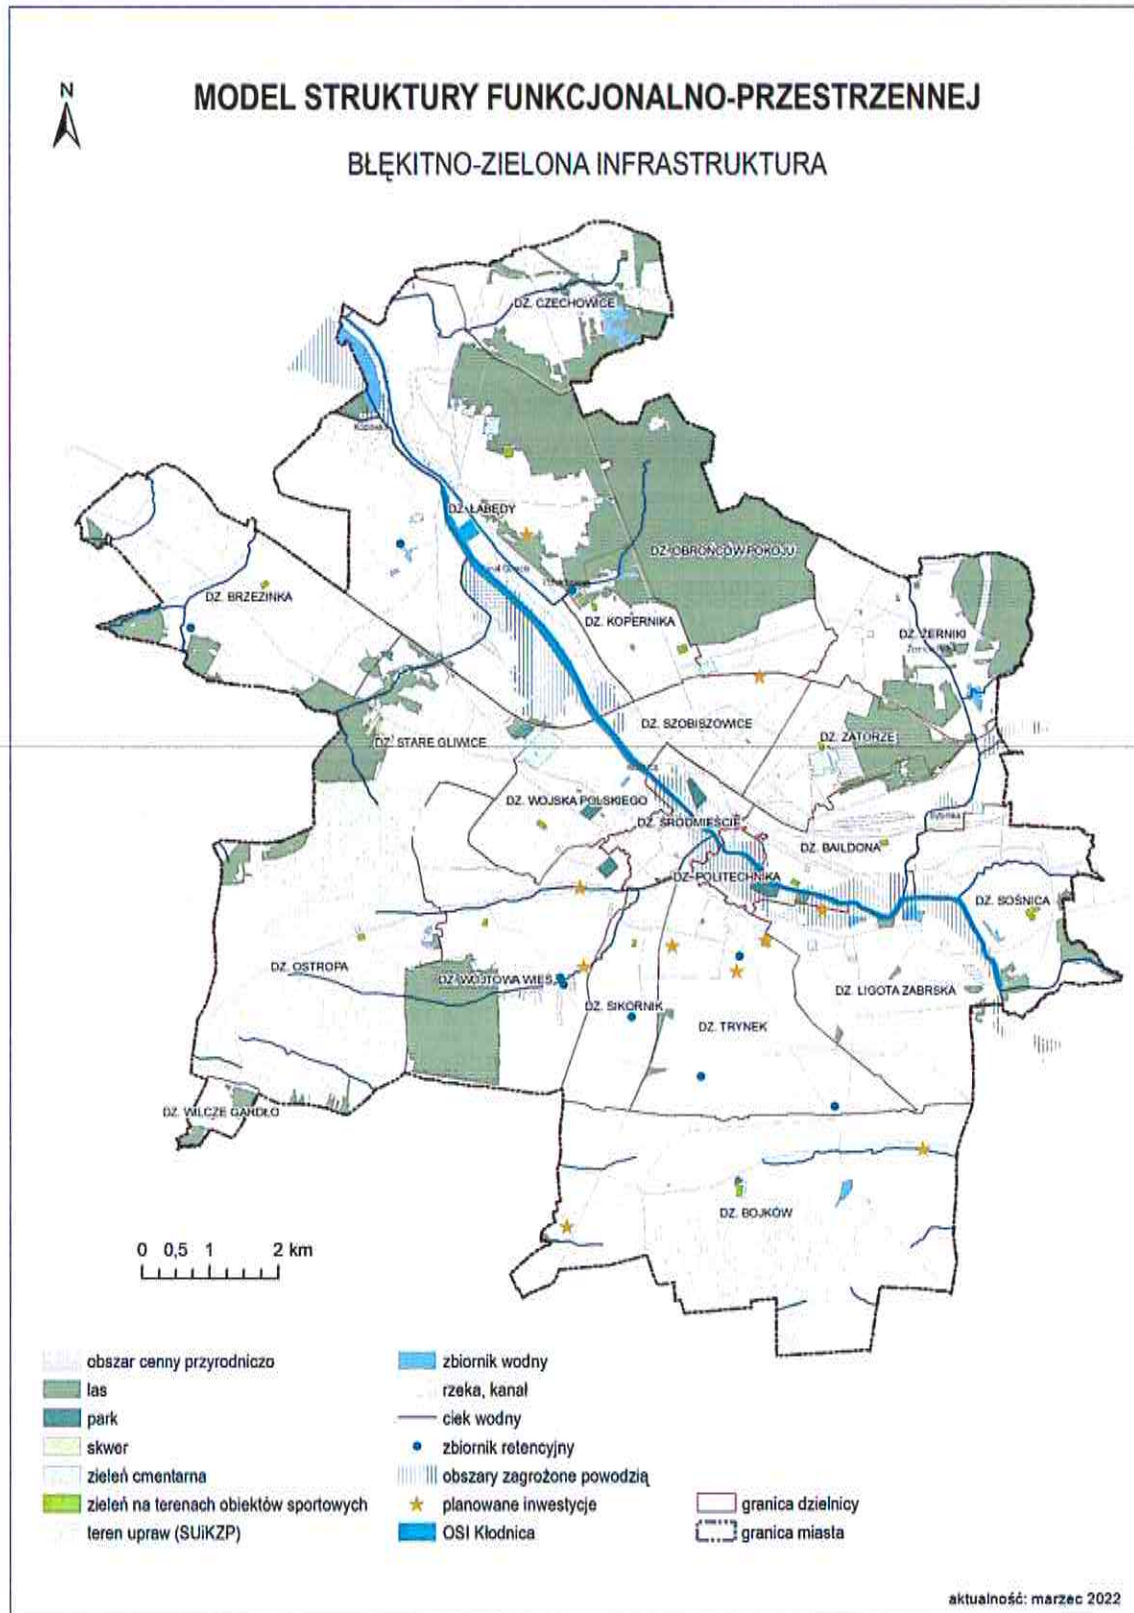 N
MODEL STRUKTURY FUNKCJONALNO-PRZESTRZENNEJ
BŁĘKITNO-ZIELONA INFRASTRUKTURA
DZ. CZECHOWICE
DZ. ŁABĘDY
DZ. OBROŃCÓW POKOJU
DZ. BRZEZINKA
DZ. KOPERNIKA
DZ. ŻERNIKI
DZ. SZOBISZOWICE
DZ. ZATORZE
DZ. STARE GLIWICE
DZ. WOJSKA POLSKIEGO
DZ. ŚRÓDMIEŚCIE
DZ. BAILDONA
DZ. POLITECHNIKA
DZ. SOŚNICA
DZ. OSTROPA
DZ. WÓJTOWA WIEŚ
DZ. LIGOTA ZABRSKA
DZ. SIKORNIK
DZ. TRYNEK
DZ. WILCZE GARDŁO
DZ. BOJKÓW
0 0,5 1 2 km
obszar cenny przyrodniczo
las
park
skwer
zieleń cmentarna
zieleń na terenach obiektów sportowych
teren upraw (SUiKZP)
zbiornik wodny
rzeka, kanał
ciek wodny
zbiornik retencyjny
obszary zagrożone powodzią
planowane inwestycje
OSI Kłodnica
granica dzielnicy
granica miasta
aktualność: marzec 2022